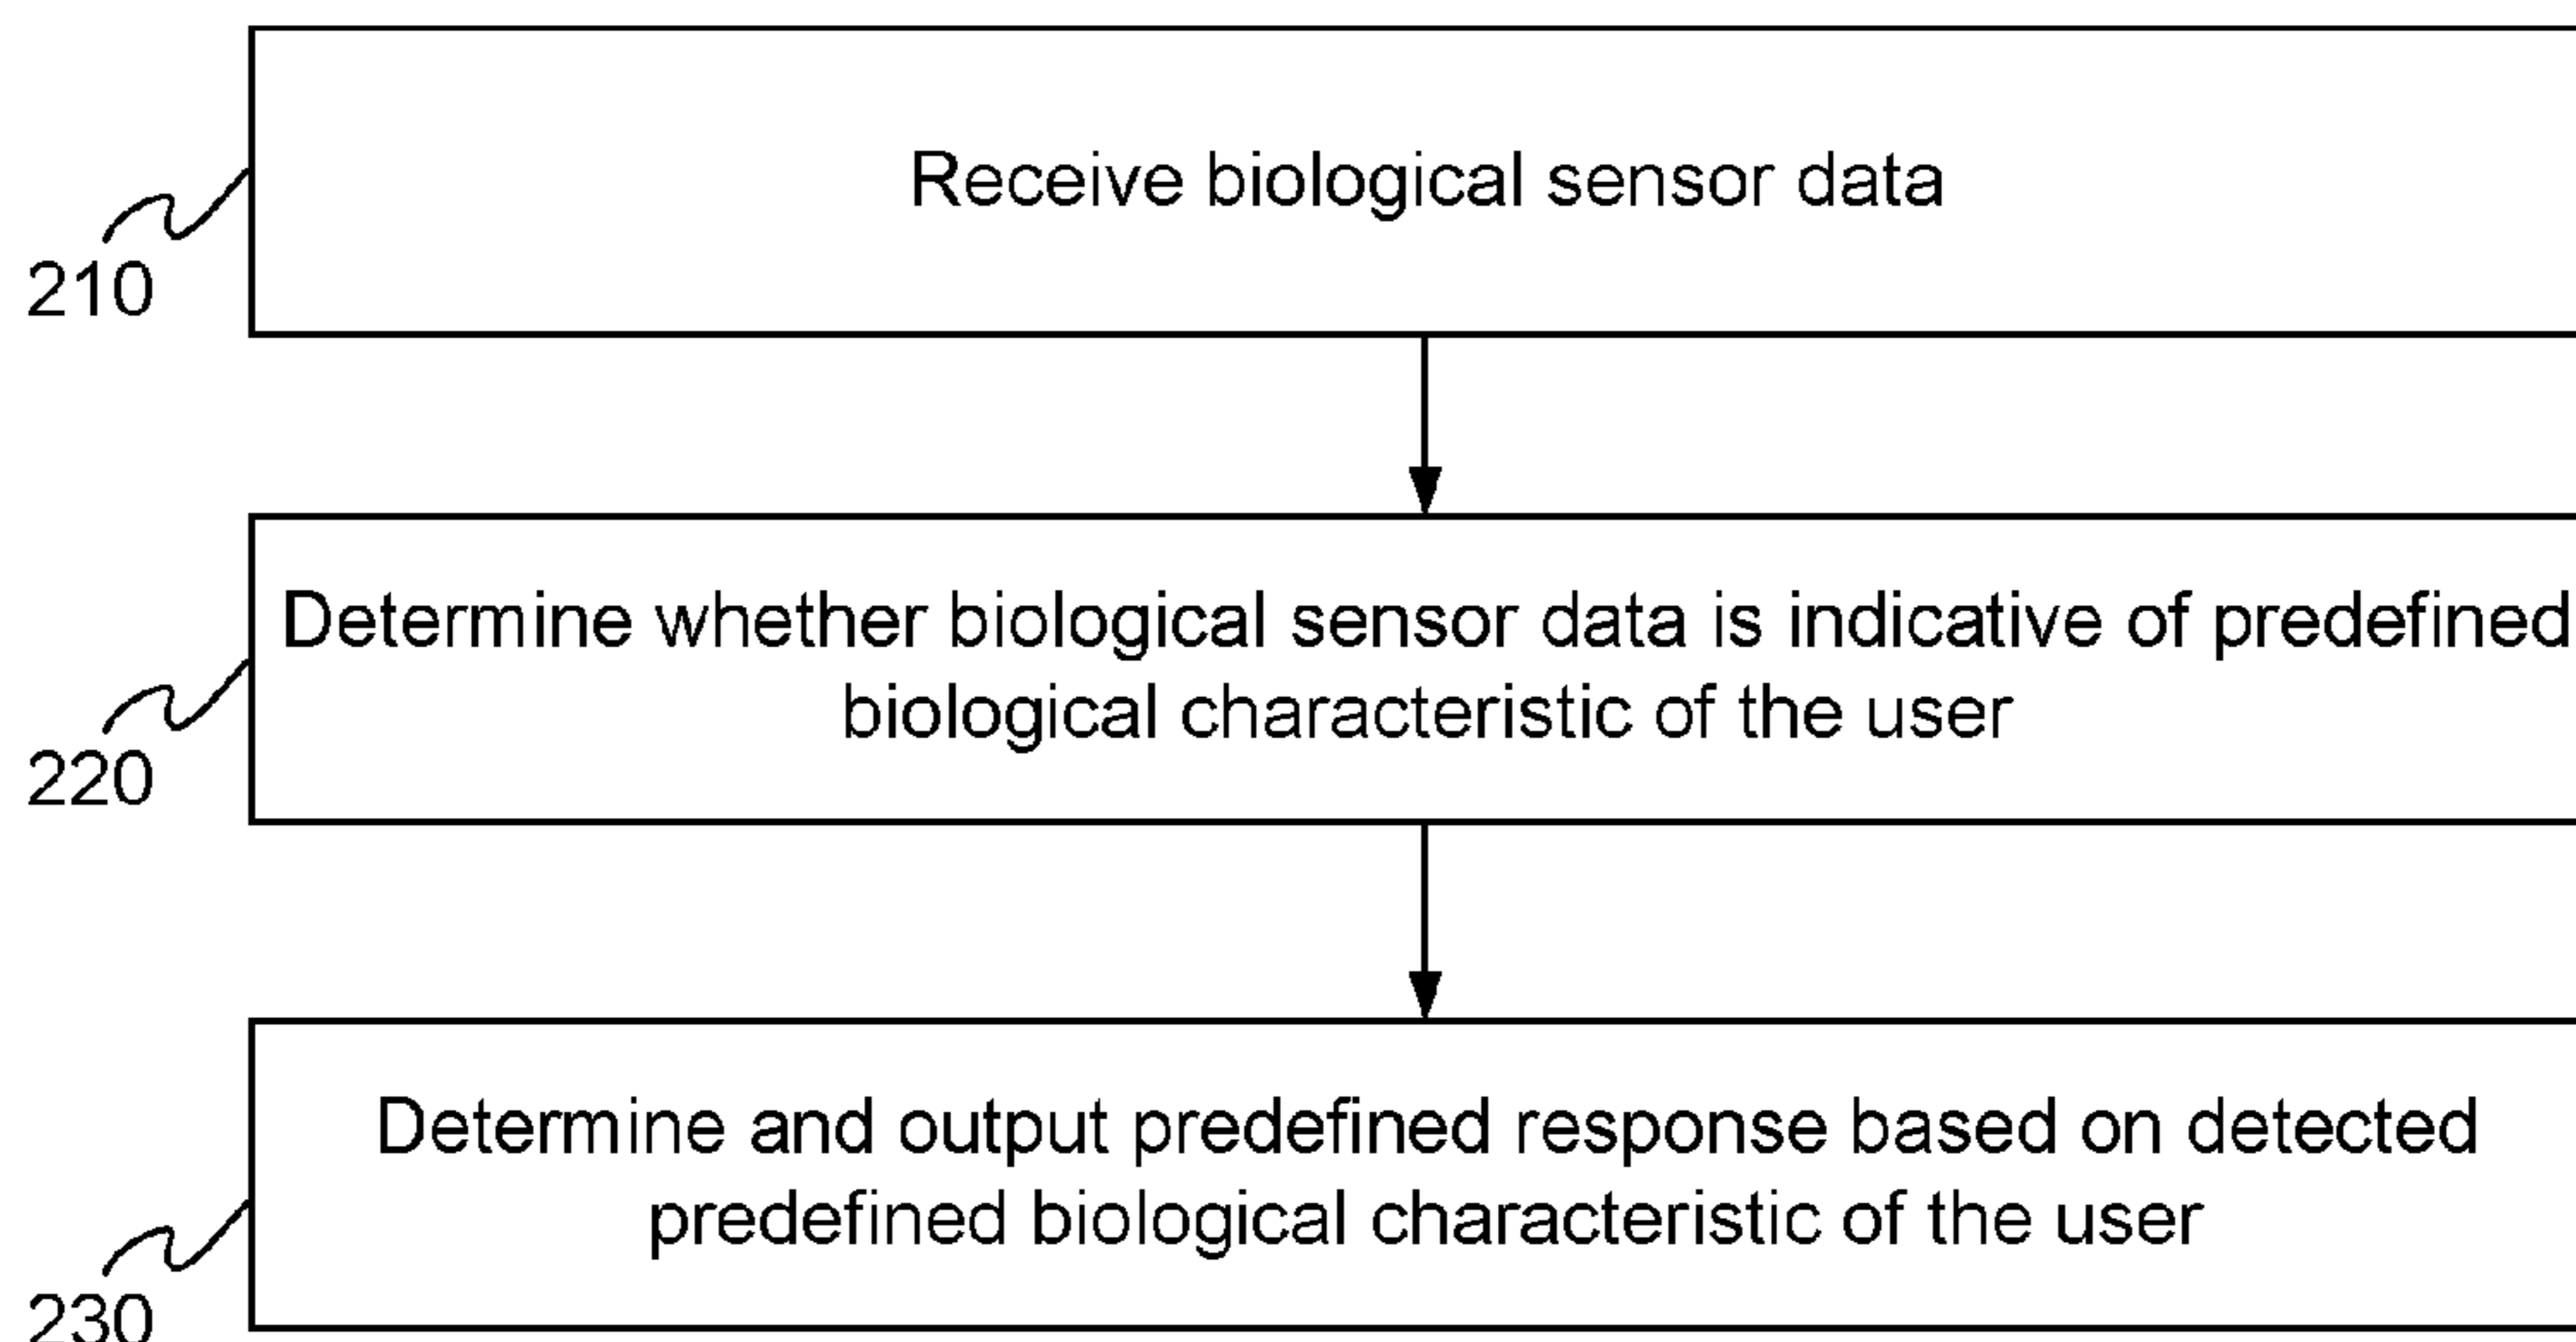 Receive biological sensor data
210
Determine whether biological sensor data is indicative of predefined
biological characteristic of the user
220
Determine and output predefined response based on detected
predefined biological characteristic of the user
230